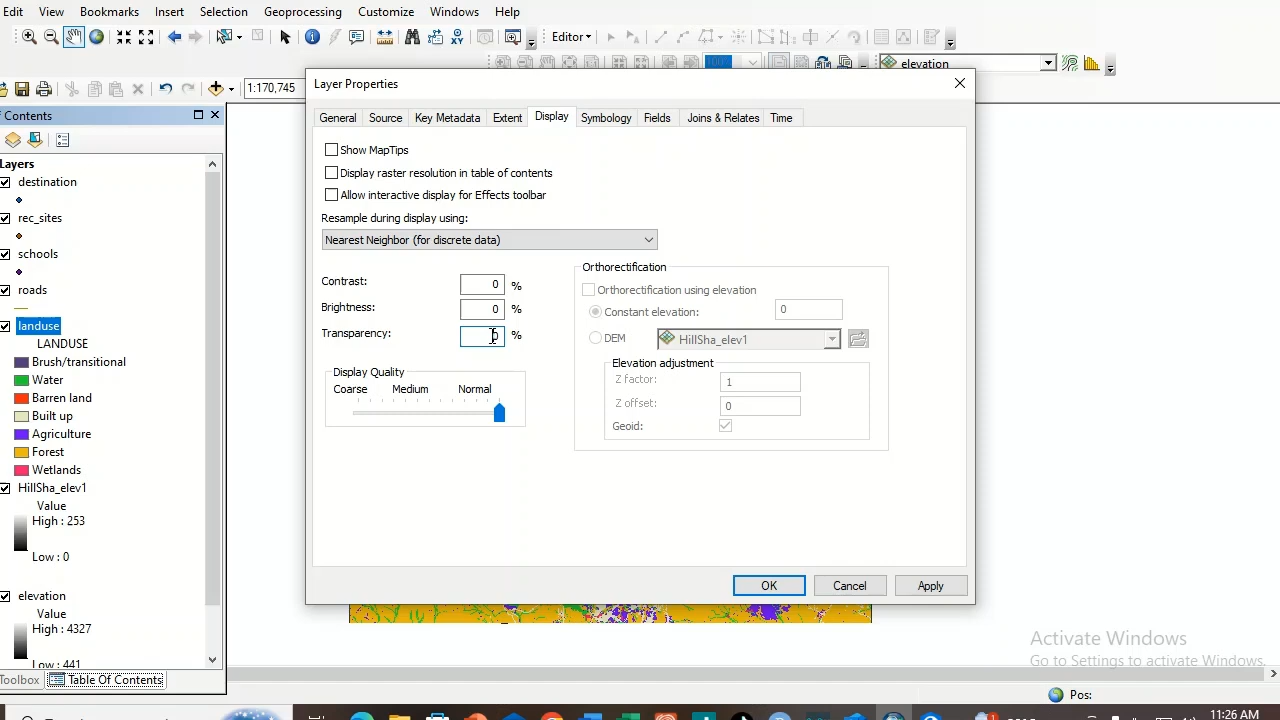 Edit View Bookmarks Insert Selection Geoprocessing Customize Windows Help
Editor
100%
elevation
1:170,745
Layer Properties
Contents
General Source Key Metadata Extent Display Symbology Fields Joins & Relates Time
Layers
destination
rec_sites
schools
roads
landuse
LANDUSE
Brush/transitional
Water
Barren land
Built up
Agriculture
Forest
Wetlands
HillSha_elev1
Value
High : 253
Low : 0
elevation
Value
High : 4327
Low : 441
Toolbox Table Of Contents
Show MapTips
Display raster resolution in table of contents
Allow interactive display for Effects toolbar
Resample during display using:
Nearest Neighbor (for discrete data)
Contrast: 0 %
Brightness: 0 %
Transparency: 0 %
Display Quality
Coarse Medium Normal
Orthorectification
Orthorectification using elevation
Constant elevation: 0
DEM HillSha_elev1
Elevation adjustment
Z factor: 1
Z offset: 0
Geoid:
OK Cancel Apply
Activate Windows
Go to Settings to activate Windows.
Pos:
11:26 AM